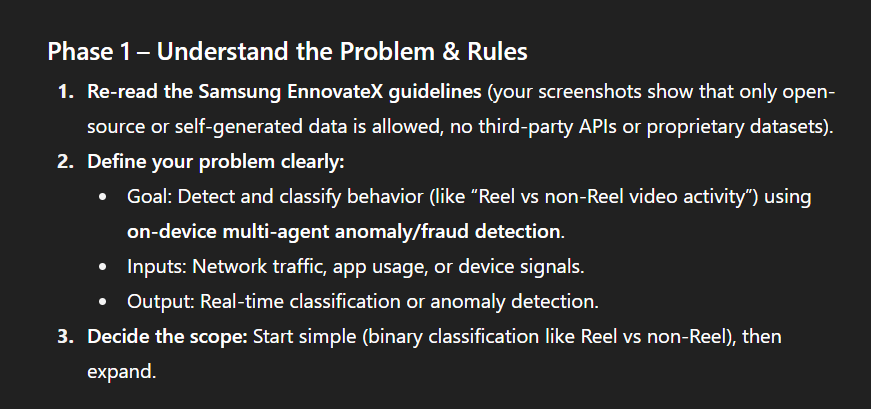 Phase 1 – Understand the Problem & Rules
1. Re-read the Samsung EnnovateX guidelines (your screenshots show that only open-
source or self-generated data is allowed, no third-party APIs or proprietary datasets).
2. Define your problem clearly:
• Goal: Detect and classify behavior (like “Reel vs non-Reel video activity”) using
on-device multi-agent anomaly/fraud detection.
• Inputs: Network traffic, app usage, or device signals.
• Output: Real-time classification or anomaly detection.
3. Decide the scope: Start simple (binary classification like Reel vs non-Reel), then
expand.